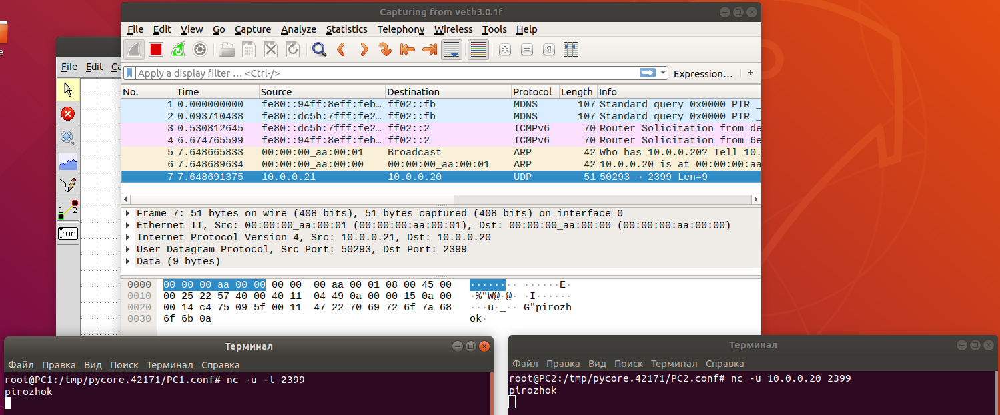 Capturing from veth3.0.1f
File Edit View Go Capture Analyze Statistics Telephony Wireless Tools Help
File Edit Ca
Apply a display filter … <Ctrl-/> Expression… +
No. Time Source Destination Protocol Length Info
1 0.000000000 fe80::94ff:8eff:feb… ff02::fb MDNS 107 Standard query 0x0000 PTR _
2 0.093710438 fe80::dc5b:7fff:fe2… ff02::fb MDNS 107 Standard query 0x0000 PTR _
3 0.530812645 fe80::dc5b:7fff:fe2… ff02::2 ICMPv6 70 Router Solicitation from de
4 6.674765599 fe80::94ff:8eff:feb… ff02::2 ICMPv6 70 Router Solicitation from 6e
5 7.648665833 00:00:00_aa:00:01 Broadcast ARP 42 Who has 10.0.0.20? Tell 10.
6 7.648689634 00:00:00_aa:00:00 00:00:00_aa:00:01 ARP 42 10.0.0.20 is at 00:00:00:aa
7 7.648691375 10.0.0.21 10.0.0.20 UDP 51 50293 → 2399 Len=9
1 2
run
Frame 7: 51 bytes on wire (408 bits), 51 bytes captured (408 bits) on interface 0
Ethernet II, Src: 00:00:00_aa:00:01 (00:00:00:aa:00:01), Dst: 00:00:00_aa:00:00 (00:00:00:aa:00:00)
Internet Protocol Version 4, Src: 10.0.0.21, Dst: 10.0.0.20
User Datagram Protocol, Src Port: 50293, Dst Port: 2399
Data (9 bytes)
0000 00 00 00 aa 00 00 00 00 00 aa 00 01 08 00 45 00 ········ ······E·
0010 00 25 22 57 40 00 40 11 04 49 0a 00 00 15 0a 00 ·%"W@·@· ·I······
0020 00 14 c4 75 09 5f 00 11 47 22 70 69 72 6f 7a 68 ···u·_·· G"pirozh
0030 6f 6b 0a ok·
Терминал
Файл Правка Вид Поиск Терминал Справка
root@PC1:/tmp/pycore.42171/PC1.conf# nc -u -l 2399
pirozhok
Терминал
Файл Правка Вид Поиск Терминал Справка
root@PC2:/tmp/pycore.42171/PC2.conf# nc -u 10.0.0.20 2399
pirozhok